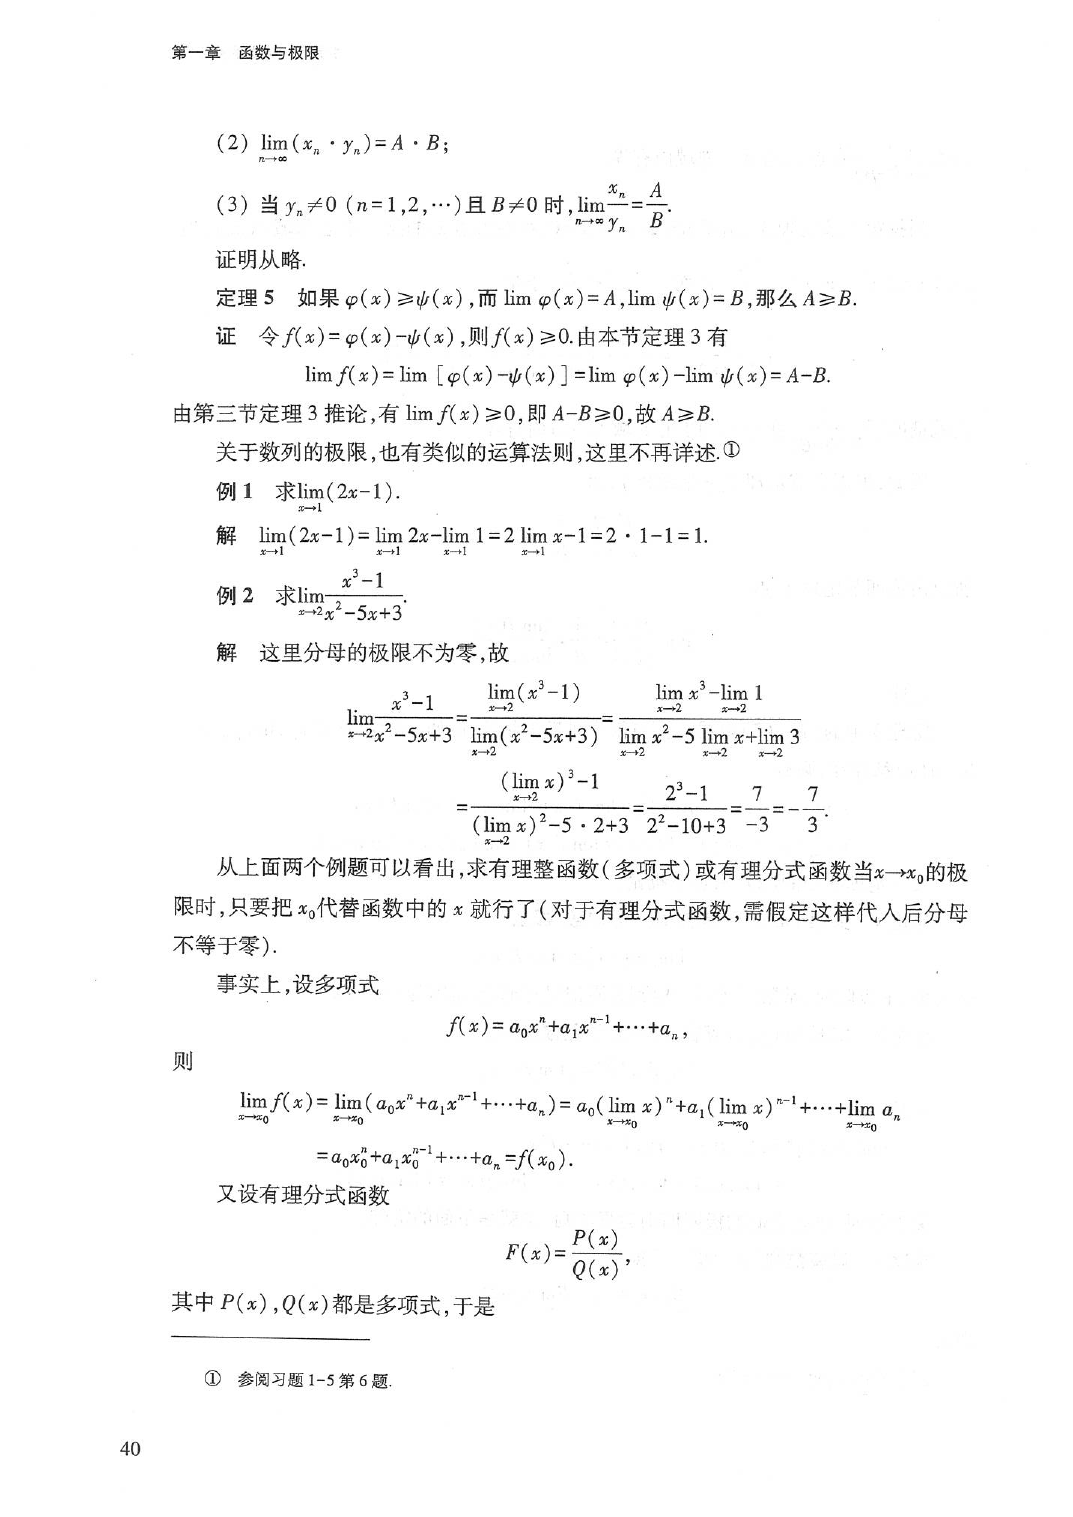 第一章 函数与极限
(2) lim_{n→∞}(xₙ·yₙ)=A·B;
(3) 当 yₙ≠0 (n=1,2,…)且 B≠0 时,lim_{n→∞} xₙ/yₙ = A/B.
证明从略.
定理 5 如果 φ(x)≥ψ(x),而 lim φ(x)=A,lim ψ(x)=B,那么 A≥B.
证 令 f(x)=φ(x)-ψ(x),则 f(x)≥0.由本节定理 3 有
lim f(x)=lim [φ(x)-ψ(x)]=lim φ(x)-lim ψ(x)=A-B.
由第三节定理 3 推论,有 lim f(x)≥0,即 A-B≥0,故 A≥B.
关于数列的极限,也有类似的运算法则,这里不再详述.①
例 1 求 lim_{x→1}(2x-1).
解 lim_{x→1}(2x-1)=lim_{x→1} 2x-lim_{x→1} 1=2 lim_{x→1} x-1=2·1-1=1.
例 2 求 lim_{x→2} (x³-1)/(x²-5x+3).
解 这里分母的极限不为零,故
lim_{x→2} (x³-1)/(x²-5x+3) = lim_{x→2}(x³-1)/lim_{x→2}(x²-5x+3) = (lim_{x→2} x³-lim_{x→2} 1)/(lim_{x→2} x²-5 lim_{x→2} x+lim_{x→2} 3)
= ((lim_{x→2} x)³-1)/((lim_{x→2} x)²-5·2+3) = (2³-1)/(2²-10+3) = 7/(-3) = -7/3.
从上面两个例题可以看出,求有理整函数(多项式)或有理分式函数当x→x₀的极
限时,只要把 x₀代替函数中的 x 就行了(对于有理分式函数,需假定这样代入后分母
不等于零).
事实上,设多项式
f(x)=a₀xⁿ+a₁xⁿ⁻¹+…+aₙ,
则
lim_{x→x₀} f(x)=lim_{x→x₀}(a₀xⁿ+a₁xⁿ⁻¹+…+aₙ)=a₀(lim_{x→x₀} x)ⁿ+a₁(lim_{x→x₀} x)ⁿ⁻¹+…+lim_{x→x₀} aₙ
=a₀x₀ⁿ+a₁x₀ⁿ⁻¹+…+aₙ=f(x₀).
又设有理分式函数
F(x)=P(x)/Q(x),
其中 P(x),Q(x)都是多项式,于是
① 参阅习题 1-5 第 6 题.
40